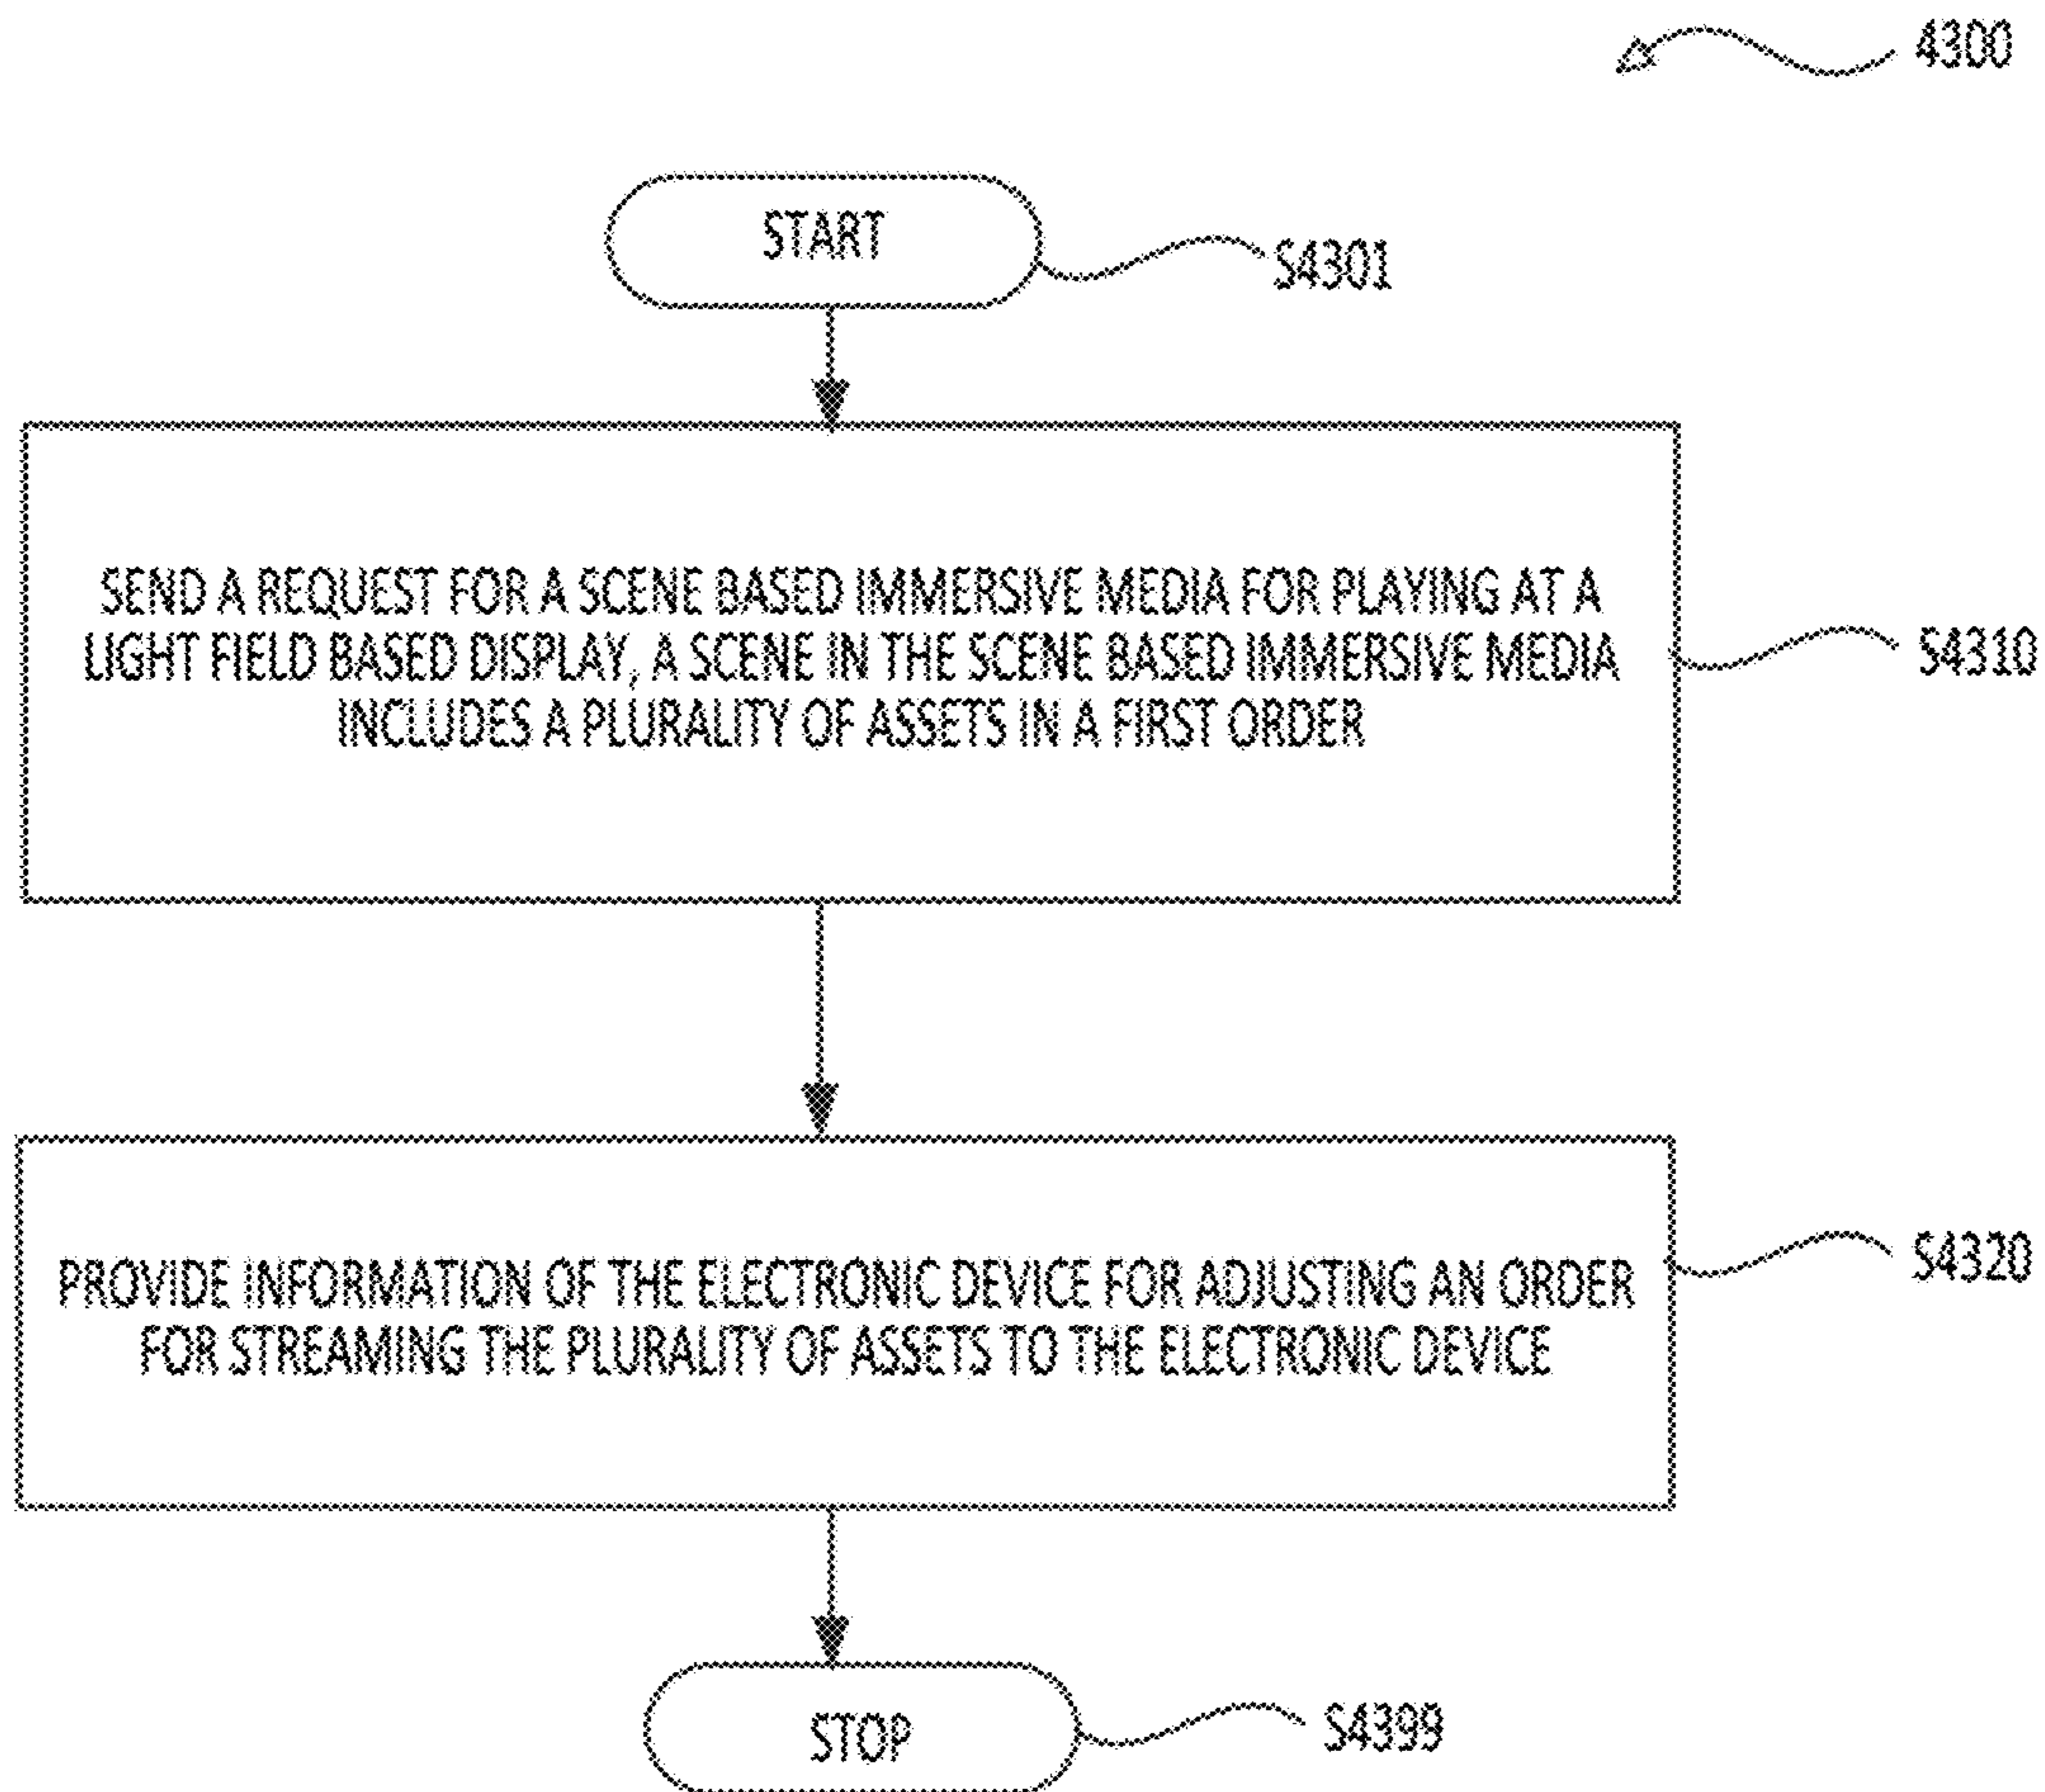 4300
START
S4301
SEND A REQUEST FOR A SCENE BASED IMMERSIVE MEDIA FOR PLAYING AT A
LIGHT FIELD BASED DISPLAY, A SCENE IN THE SCENE BASED IMMERSIVE MEDIA
INCLUDES A PLURALITY OF ASSETS IN A FIRST ORDER
S4310
PROVIDE INFORMATION OF THE ELECTRONIC DEVICE FOR ADJUSTING AN ORDER
FOR STREAMING THE PLURALITY OF ASSETS TO THE ELECTRONIC DEVICE
S4320
STOP
S4399